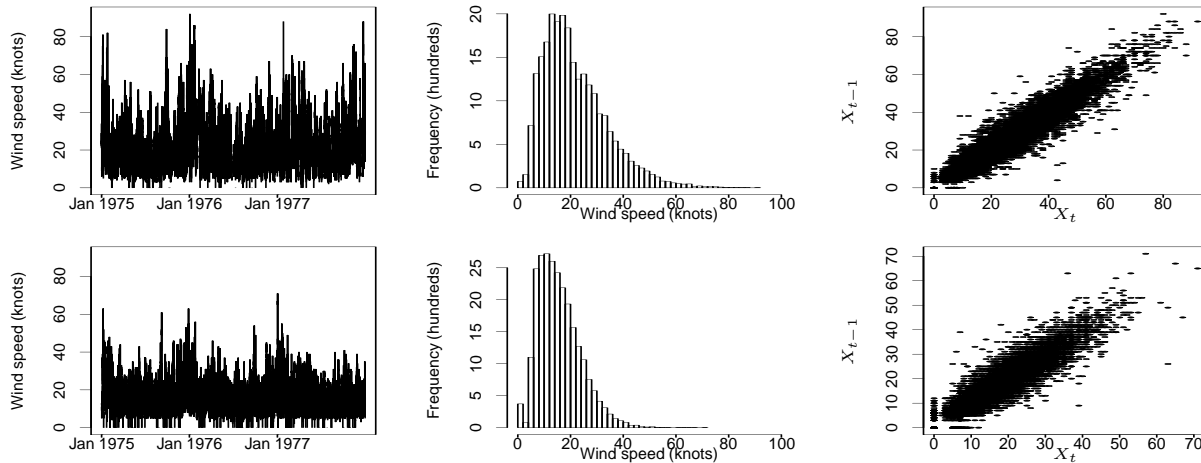 Wind speed (knots)
0 20 40 60 80
Jan 1975 Jan 1976 Jan 1977
Frequency (hundreds)
0 5 10 15 20
0 20 40 60 80 100
Wind speed (knots)
X_{t−1}
0 20 40 60 80
0 20 40 60 80
X_t
Wind speed (knots)
0 20 40 60 80
Jan 1975 Jan 1976 Jan 1977
Frequency (hundreds)
0 5 10 15 20 25
0 20 40 60 80 100
Wind speed (knots)
X_{t−1}
0 10 20 30 40 50 70
0 10 20 30 40 50 60 70
X_t